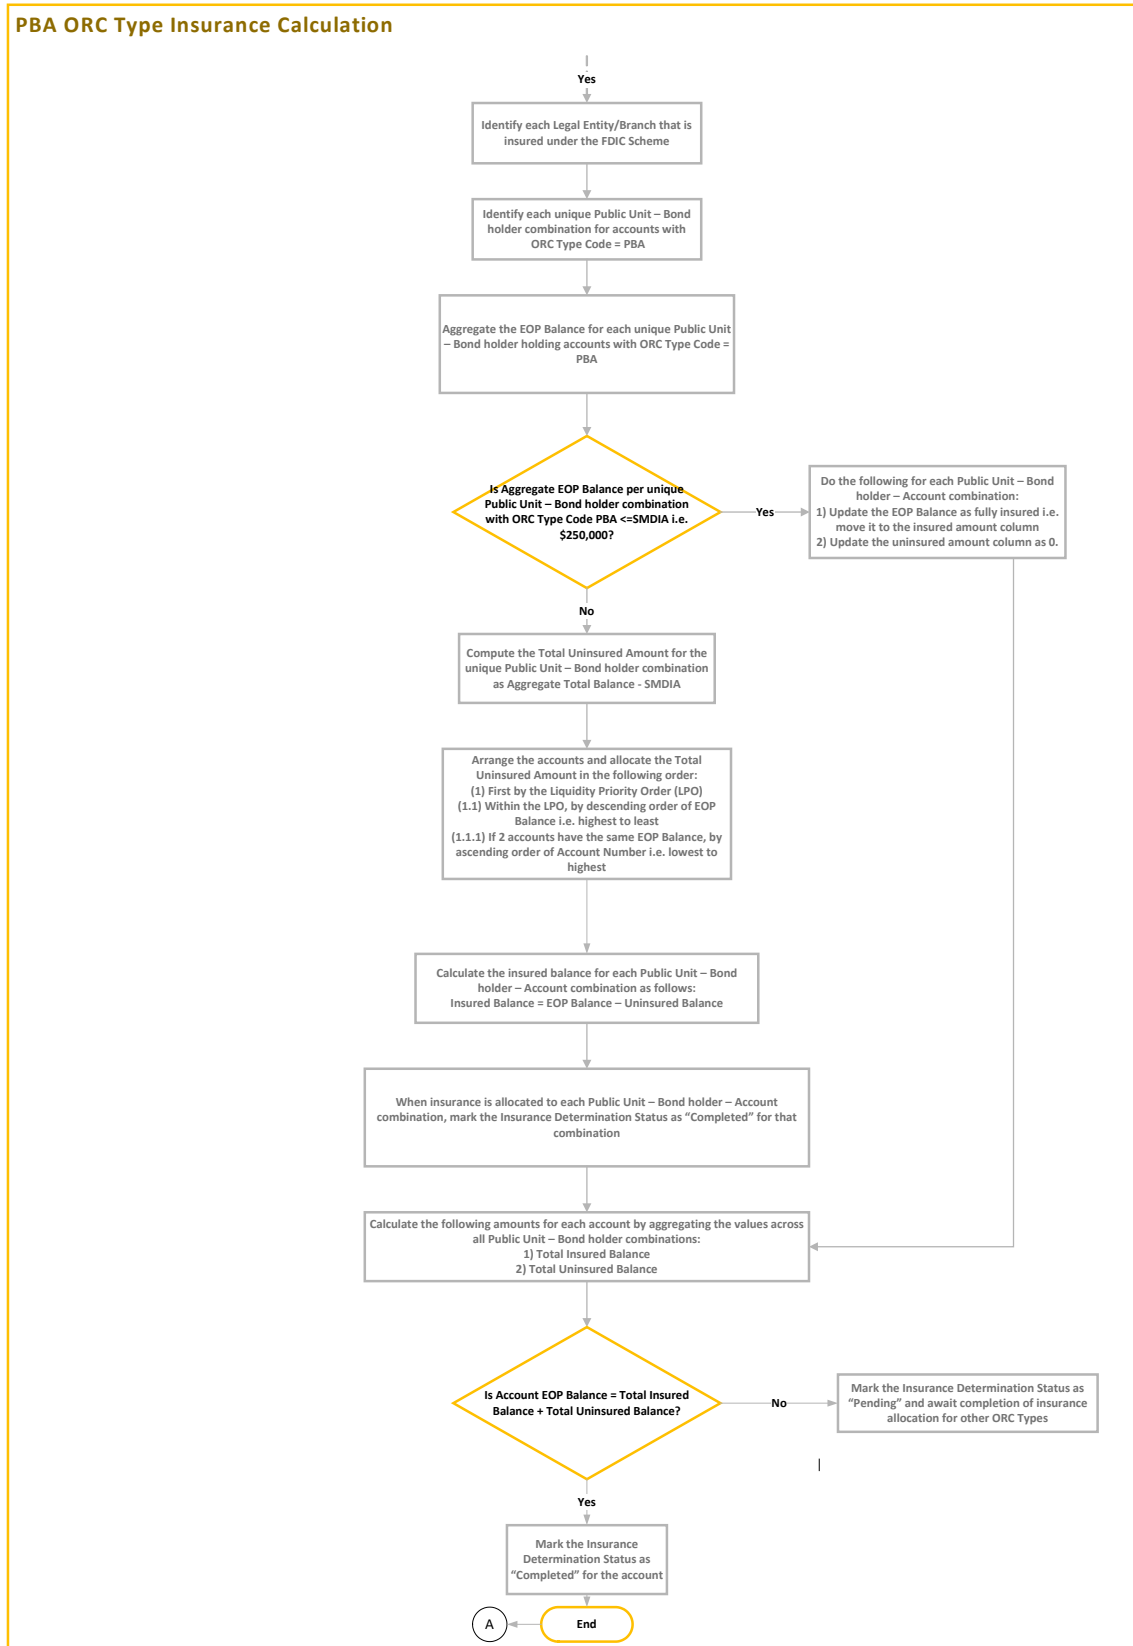 PBA ORC Type Insurance Calculation
Yes
Identify each Legal Entity/Branch that is
insured under the FDIC Scheme
Identify each unique Public Unit – Bond
holder combination for accounts with
ORC Type Code = PBA
Aggregate the EOP Balance for each unique Public Unit
– Bond holder holding accounts with ORC Type Code =
PBA
Is Aggregate EOP Balance per unique
Public Unit – Bond holder combination
with ORC Type Code PBA <=SMDIA i.e.
$250,000?
Yes
Do the following for each Public Unit – Bond
holder – Account combination:
1) Update the EOP Balance as fully insured i.e.
move it to the insured amount column
2) Update the uninsured amount column as 0.
No
Compute the Total Uninsured Amount for the
unique Public Unit – Bond holder combination
as Aggregate Total Balance - SMDIA
Arrange the accounts and allocate the Total
Uninsured Amount in the following order:
(1) First by the Liquidity Priority Order (LPO)
(1.1) Within the LPO, by descending order of EOP
Balance i.e. highest to least
(1.1.1) If 2 accounts have the same EOP Balance, by
ascending order of Account Number i.e. lowest to
highest
Calculate the insured balance for each Public Unit – Bond
holder – Account combination as follows:
Insured Balance = EOP Balance – Uninsured Balance
When insurance is allocated to each Public Unit – Bond holder – Account
combination, mark the Insurance Determination Status as “Completed” for that
combination
Calculate the following amounts for each account by aggregating the values across
all Public Unit – Bond holder combinations:
1) Total Insured Balance
2) Total Uninsured Balance
Is Account EOP Balance = Total Insured
Balance + Total Uninsured Balance?
No
Mark the Insurance Determination Status as
“Pending” and await completion of insurance
allocation for other ORC Types
Yes
Mark the Insurance
Determination Status as
“Completed” for the account
A
End